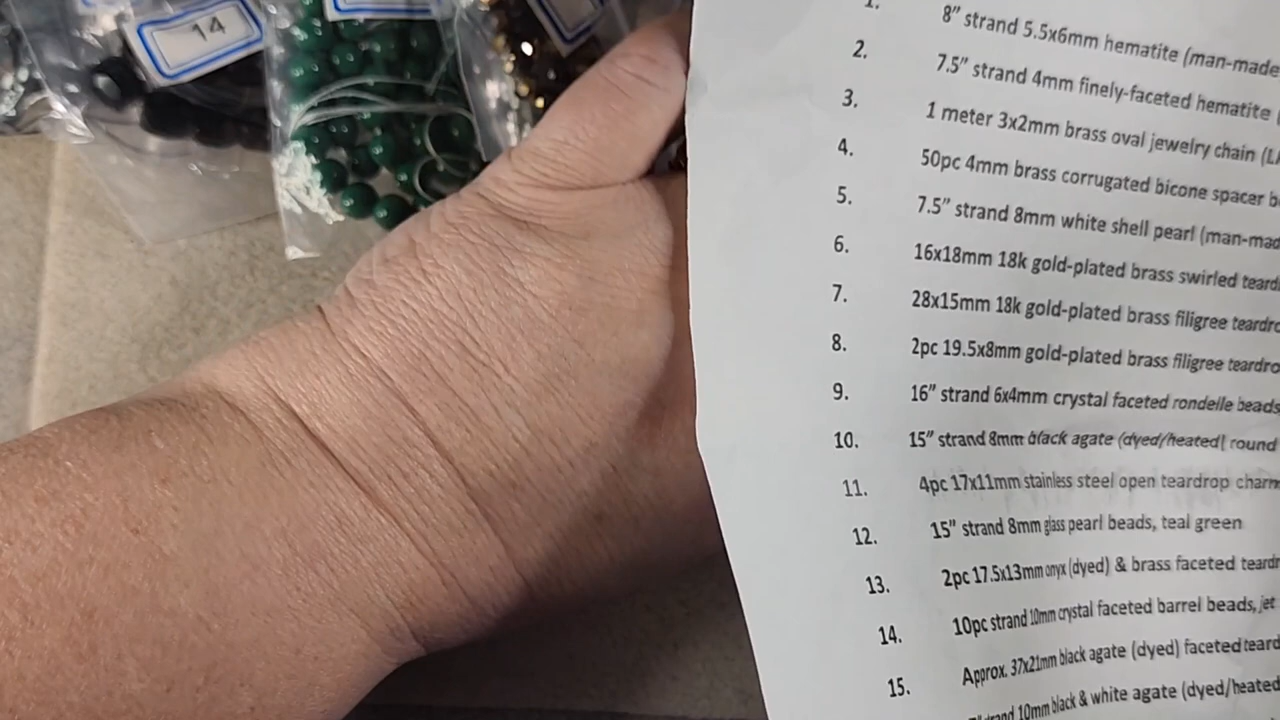 14
1. 8” strand 5.5x6mm hematite (man-made
2. 7.5” strand 4mm finely-faceted hematite
3. 1 meter 3x2mm brass oval jewelry chain
4. 50pc 4mm brass corrugated bicone spacer
5. 7.5” strand 8mm white shell pearl (man-mad
6. 16x18mm 18k gold-plated brass swirled teard
7. 28x15mm 18k gold-plated brass filigree teardro
8. 2pc 19.5x8mm gold-plated brass filigree teardro
9. 16” strand 6x4mm crystal faceted rondelle beads
10. 15” strand 8mm black agate (dyed/heated) round
11. 4pc 17x11mm stainless steel open teardrop charm
12. 15” strand 8mm glass pearl beads, teal green
13. 2pc 17.5x13mm onyx (dyed) & brass faceted teard
14. 10pc strand 10mm crystal faceted barrel beads, jet
15. Approx. 37x21mm black agate (dyed) faceted teard
10mm black & white agate (dyed/heated